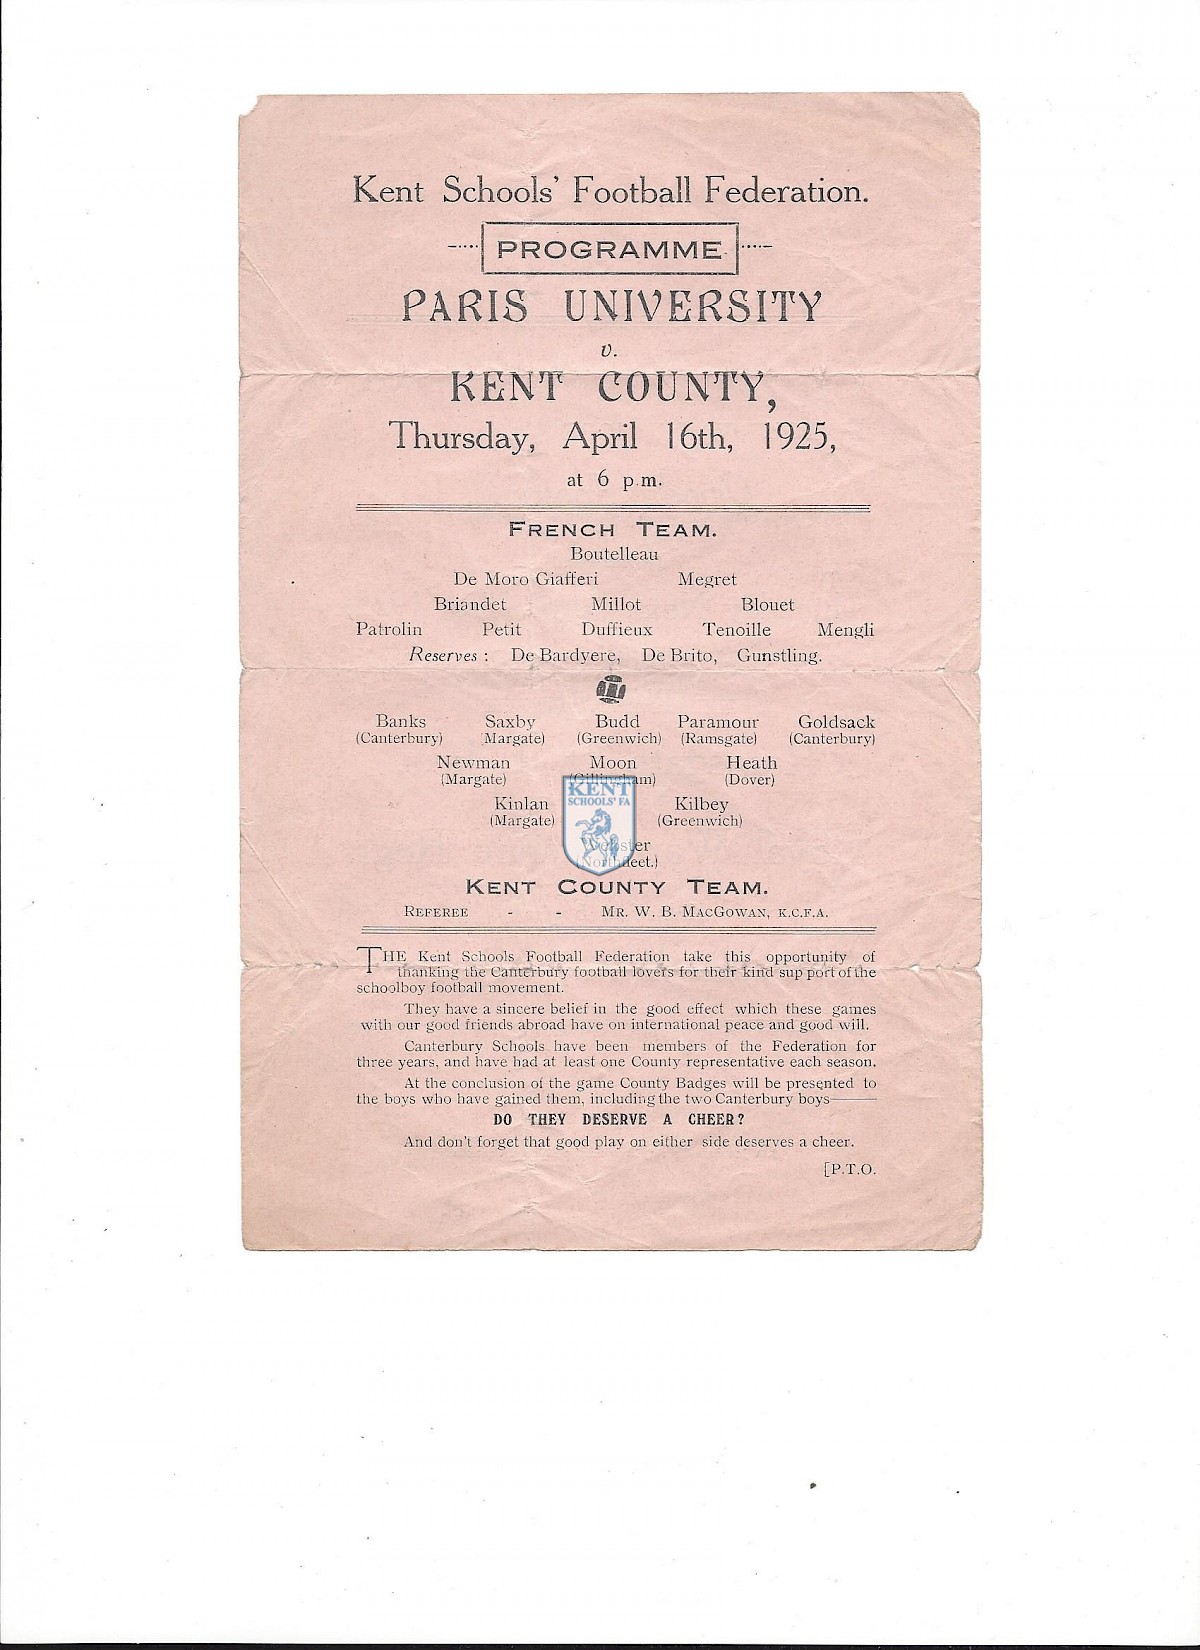 Kent Schools' Football Federation.
PROGRAMME
PARIS UNIVERSITY
v.
KENT COUNTY,
Thursday, April 16th, 1925,
at 6 p.m.
FRENCH TEAM.
Boutelleau
De Moro Giafferi Megret
Briandet Millot Blouet
Patrolin Petit Duffieux Tenoille Mengli
Reserves : De Bardyere, De Brito, Gunstling.
Banks Saxby Budd Paramour Goldsack
(Canterbury) Margate) (Greenwich) (Ramsgate) (Canterbury)
Newman Moon Heath
(Margate) (Gillingham) (Dover)
KENT
SCHOOLS' FA
Kinlan Kilbey
(Margate) (Greenwich)
Webster
(Northfleet.)
KENT COUNTY TEAM.
REFEREE - - MR. W. B. MACGOWAN, K.C.F.A.
THE Kent Schools Football Federation take this opportunity of
thanking the Canterbury football lovers for their kind support of the
schoolboy football movement.
They have a sincere belief in the good effect which these games
with our good friends abroad have on international peace and good will.
Canterbury Schools have been members of the Federation for
three years, and have had at least one County representative each season.
At the conclusion of the game County Badges will be presented to
the boys who have gained them, including the two Canterbury boys——
DO THEY DESERVE A CHEER?
And don't forget that good play on either side deserves a cheer.
[P.T.O.